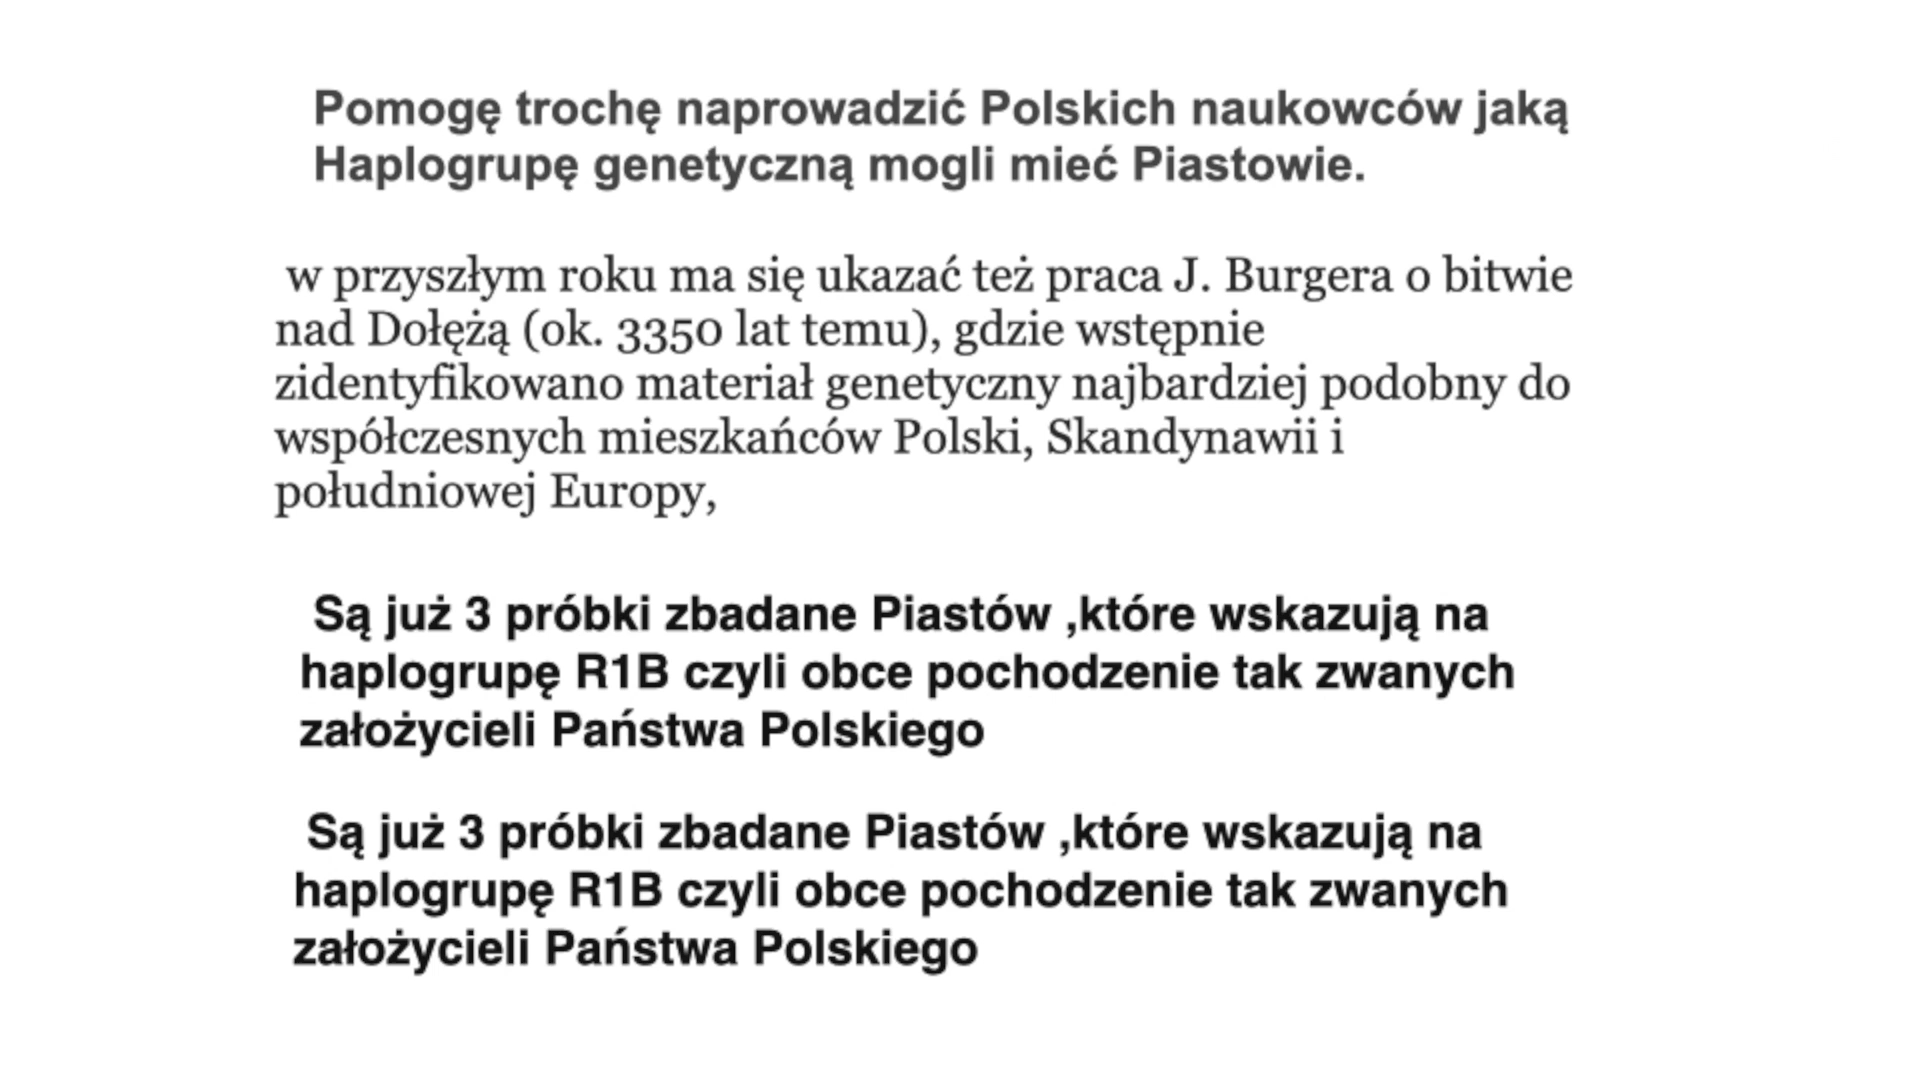 Pomogę trochę naprowadzić Polskich naukowców jaką
Haplogrupę genetyczną mogli mieć Piastowie.
w przyszłym roku ma się ukazać też praca J. Burgera o bitwie
nad Dołężą (ok. 3350 lat temu), gdzie wstępnie
zidentyfikowano materiał genetyczny najbardziej podobny do
współczesnych mieszkańców Polski, Skandynawii i
południowej Europy,
Są już 3 próbki zbadane Piastów ,które wskazują na
haplogrupę R1B czyli obce pochodzenie tak zwanych
założycieli Państwa Polskiego
Są już 3 próbki zbadane Piastów ,które wskazują na
haplogrupę R1B czyli obce pochodzenie tak zwanych
założycieli Państwa Polskiego